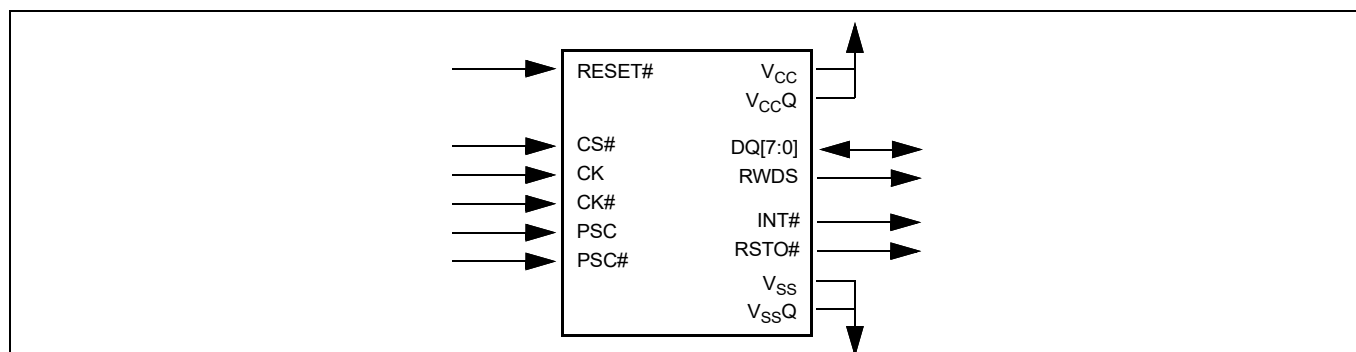 RESET#
CS#
CK
CK#
PSC
PSC#
VCC
VCCQ
DQ[7:0]
RWDS
INT#
RSTO#
VSS
VSSQ